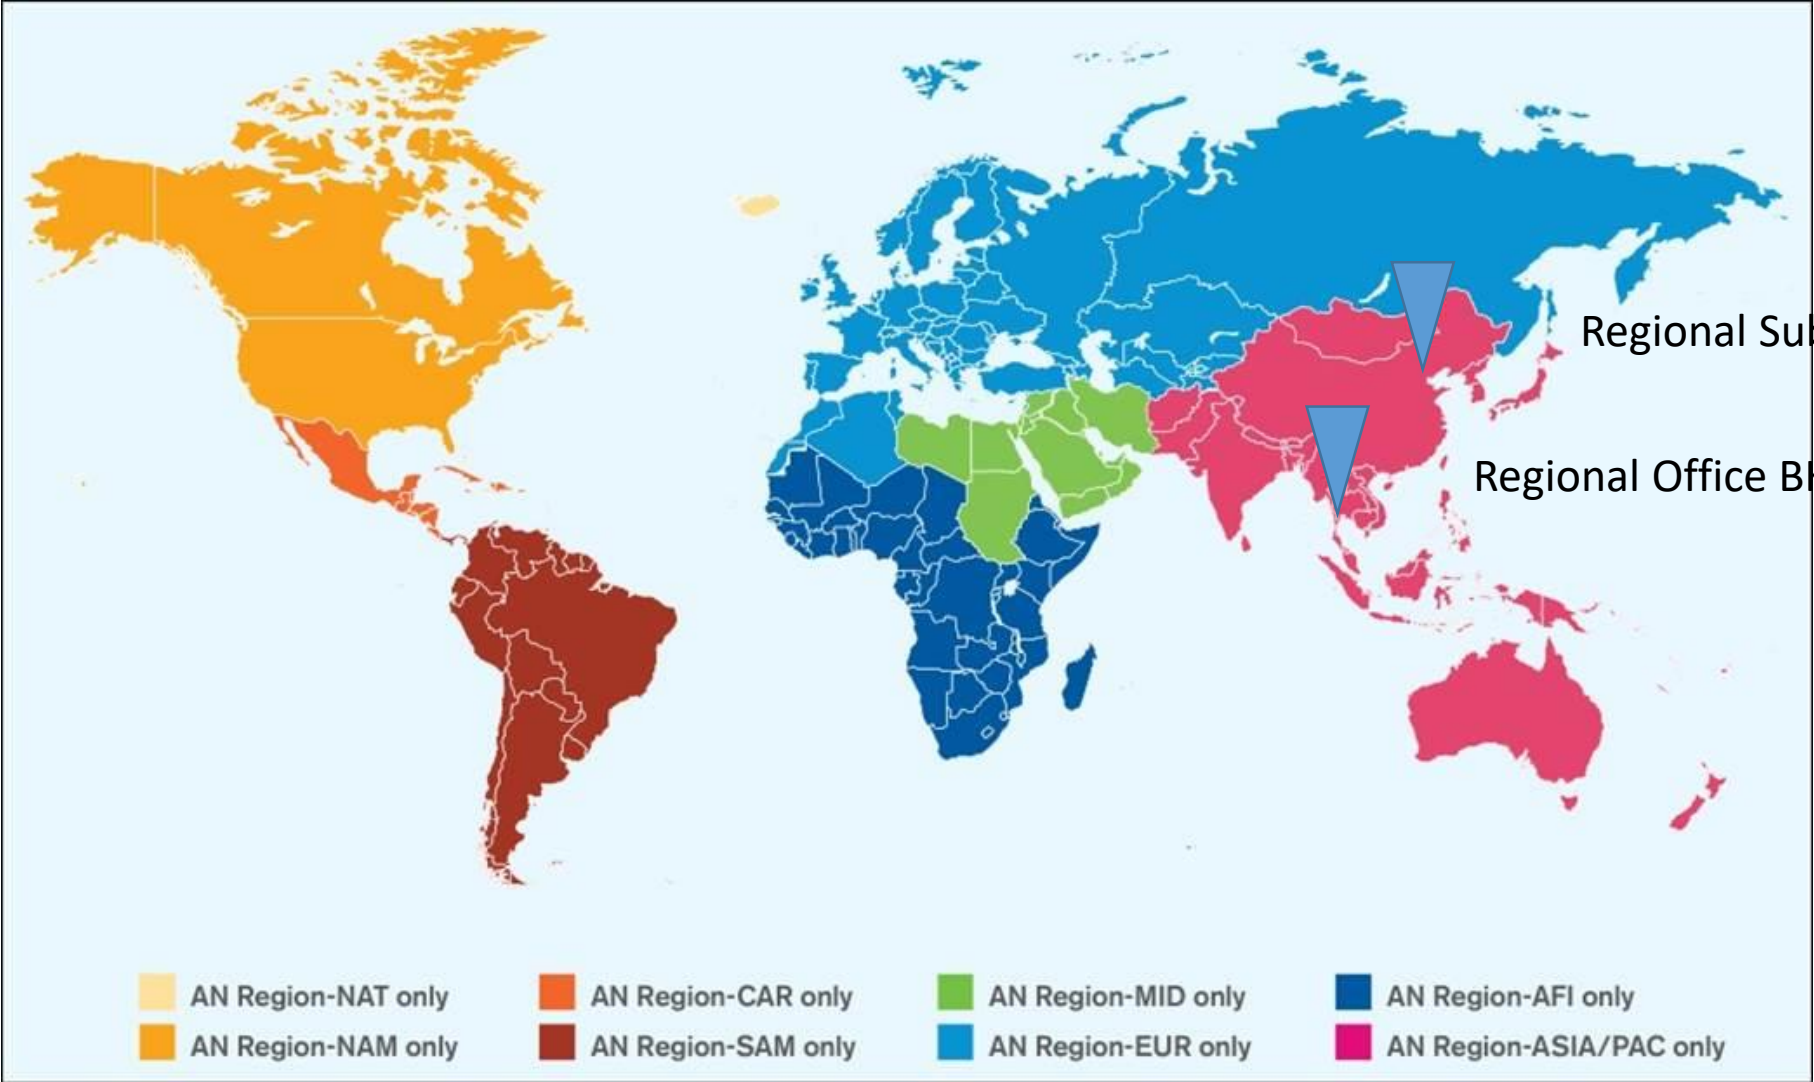 Regional Sub
Regional Office
AN Region-NAT only
AN Region-CAR only
AN Region-MID only
AN Region-AFI only
AN Region-NAM only
AN Region-SAM only
AN Region-EUR only
AN Region-ASIA/PAC only